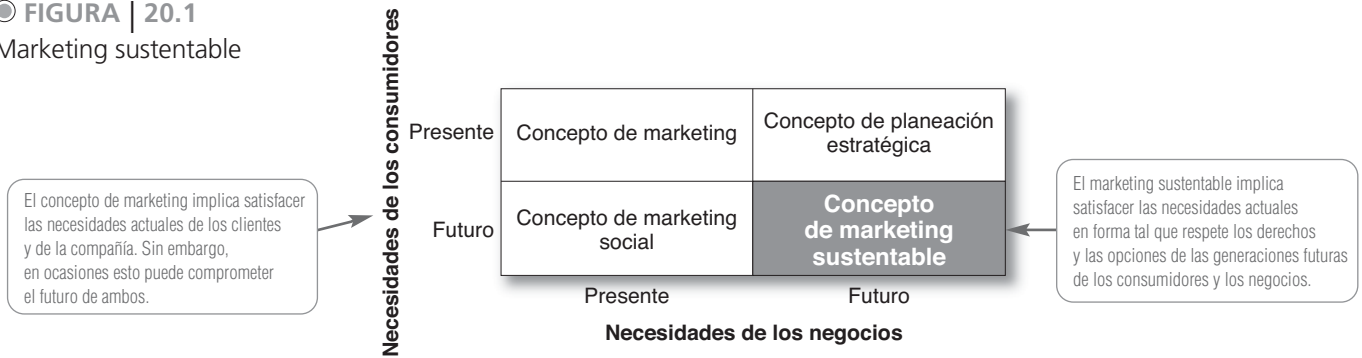 FIGURA | 20.1
Marketing sustentable
Necesidades de los consumidores
Presente
Concepto de marketing
Concepto de planeación
estratégica
Futuro
Concepto de marketing
social
Concepto
de marketing
sustentable
Presente
Futuro
Necesidades de los negocios
El concepto de marketing implica satisfacer
las necesidades actuales de los clientes
y de la compañía. Sin embargo,
en ocasiones esto puede comprometer
el futuro de ambos.
El marketing sustentable implica
satisfacer las necesidades actuales
en forma tal que respete los derechos
y las opciones de las generaciones futuras
de los consumidores y los negocios.